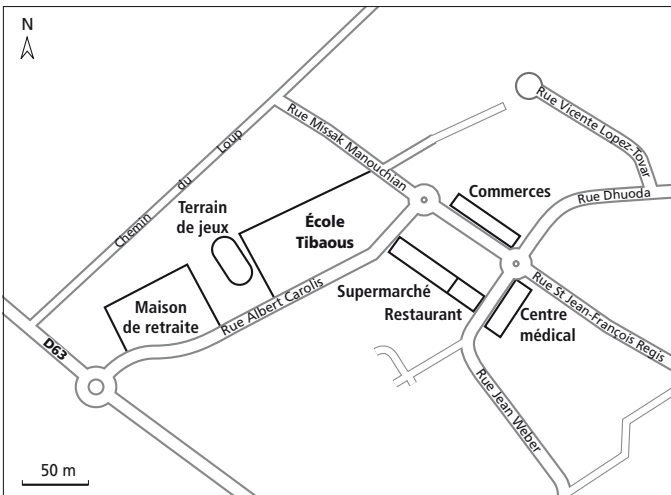 N
Rue Vicente Lopez-Tovar
Rue Missak Manouchian
Chemin du Loup
Commerces
Rue Dhuoda
Terrain
de jeux
École
Tibaous
Maison
de retraite
Rue Albert Carolis
Supermarché
Restaurant
Centre
médical
Rue St Jean-François Regis
D63
Rue Jean Weber
50 m